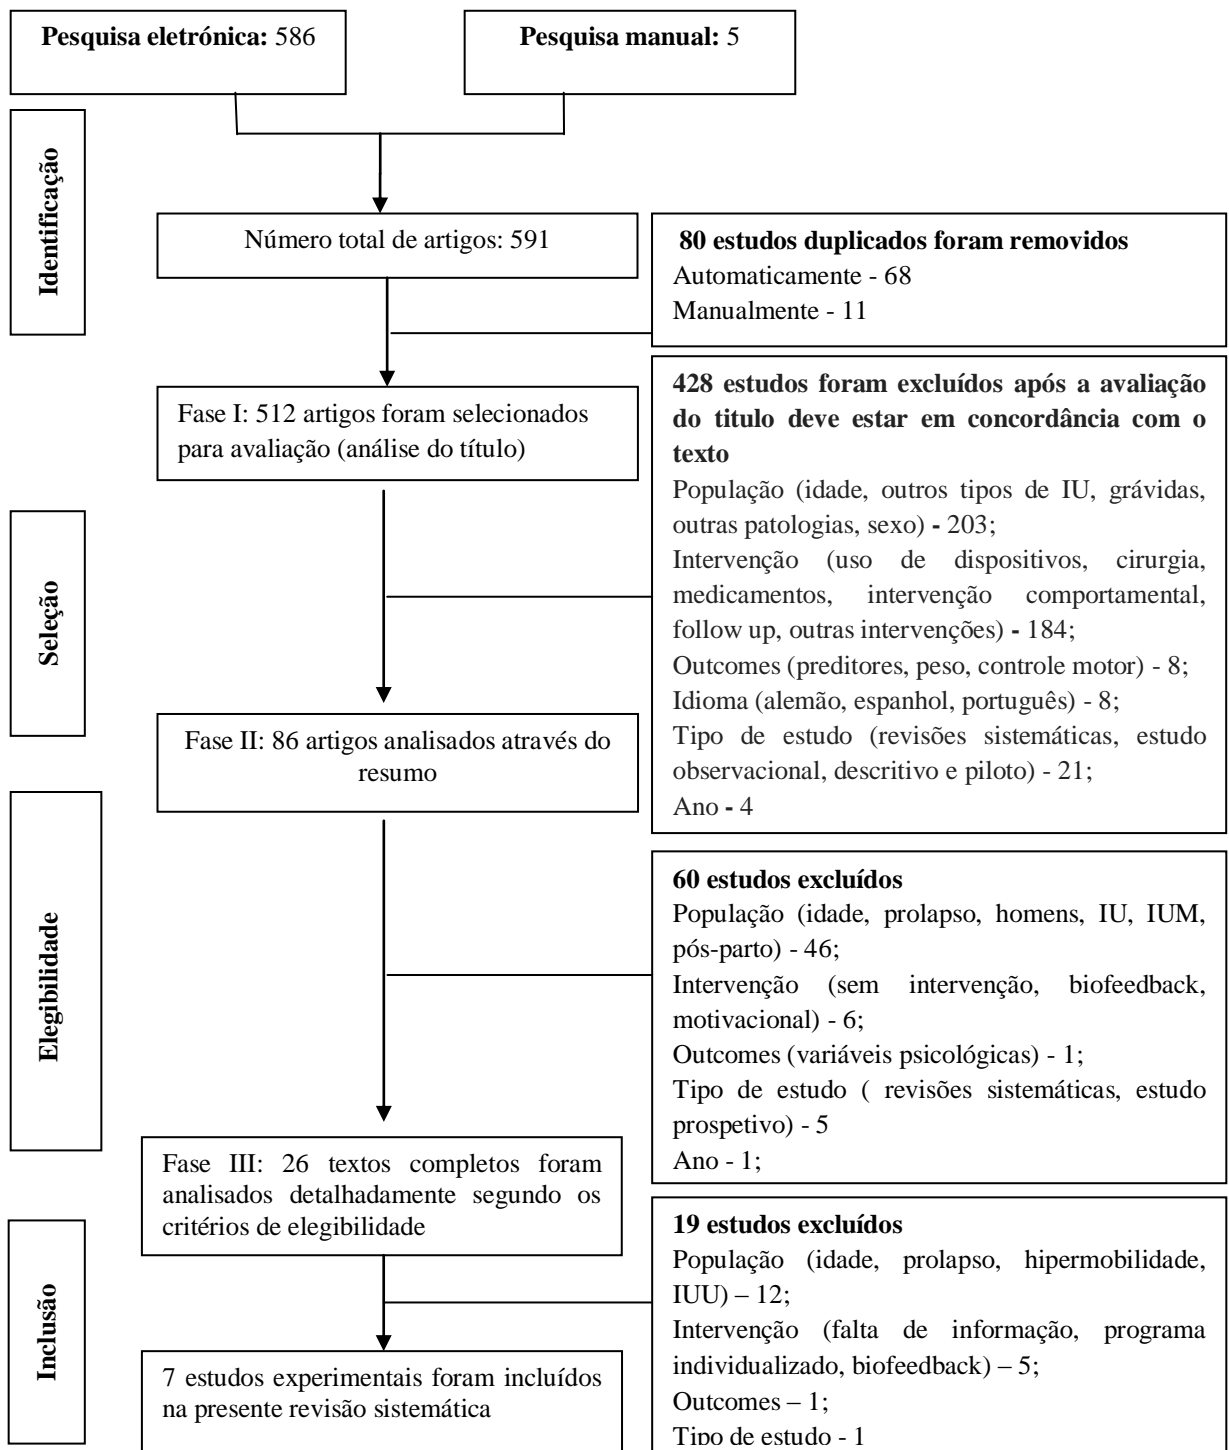 Pesquisa eletrónica: 586
Pesquisa manual: 5
Identificação
Número total de artigos: 591
80 estudos duplicados foram removidos
Automaticamente - 68
Manualmente - 11
Fase I: 512 artigos foram selecionados
para avaliação (análise do título)
428 estudos foram excluídos após a avaliação
do titulo deve estar em concordância com o
texto
População (idade, outros tipos de IU, grávidas,
outras patologias, sexo) - 203;
Intervenção (uso de dispositivos, cirurgia,
medicamentos, intervenção comportamental,
follow up, outras intervenções) - 184;
Outcomes (preditores, peso, controle motor) - 8;
Idioma (alemão, espanhol, português) - 8;
Tipo de estudo (revisões sistemáticas, estudo
observacional, descritivo e piloto) - 21;
Ano - 4
Seleção
Fase II: 86 artigos analisados através do
resumo
Elegibilidade
60 estudos excluídos
População (idade, prolapso, homens, IU, IUM,
pós-parto) - 46;
Intervenção (sem intervenção, biofeedback,
motivacional) - 6;
Outcomes (variáveis psicológicas) - 1;
Tipo de estudo ( revisões sistemáticas, estudo
prospetivo) - 5
Ano - 1;
Fase III: 26 textos completos foram
analisados detalhadamente segundo os
critérios de elegibilidade
19 estudos excluídos
População (idade, prolapso, hipermobilidade,
IUU) – 12;
Intervenção (falta de informação, programa
individualizado, biofeedback) – 5;
Outcomes – 1;
Tipo de estudo - 1
Inclusão
7 estudos experimentais foram incluídos
na presente revisão sistemática